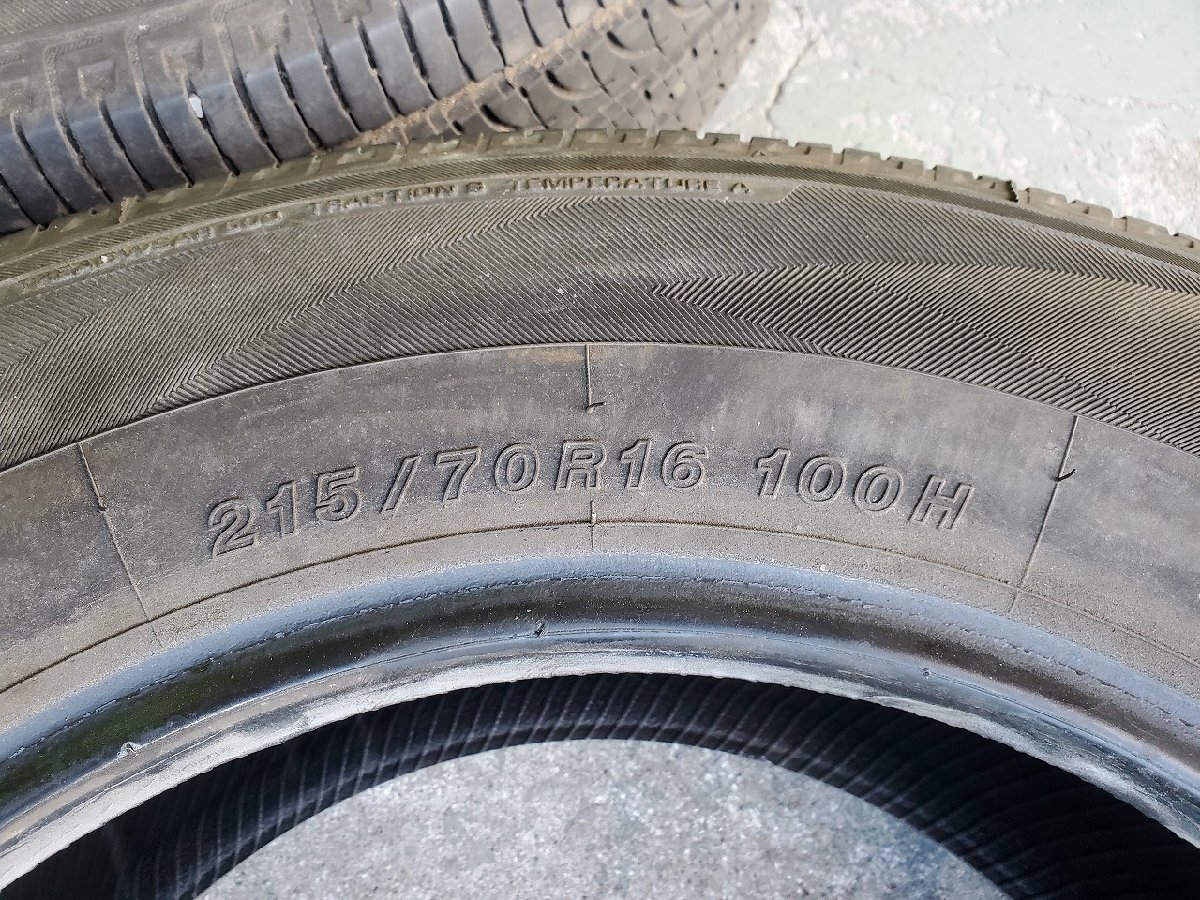 TRACTION B TEMPERATURE A
215/70R16 100H